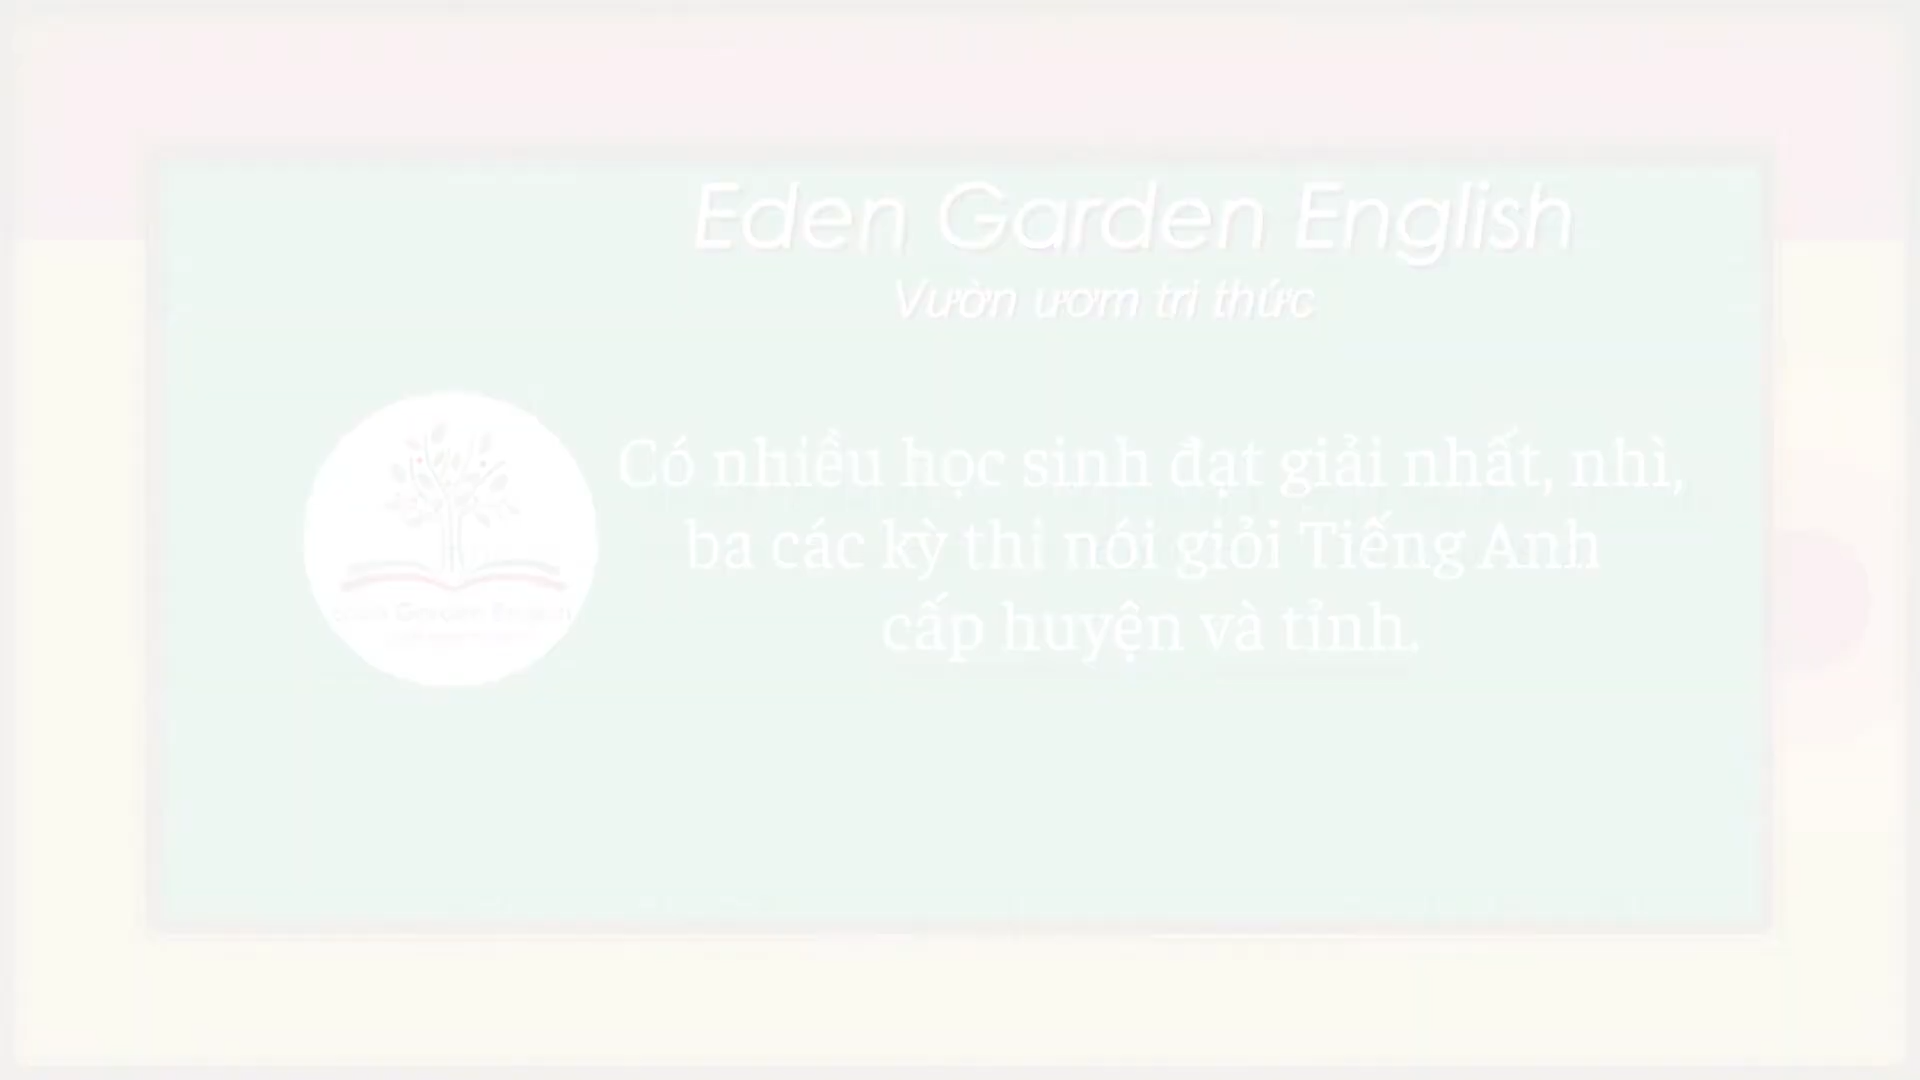 Eden Garden English
Vườn ươm tri thức
Có nhiều học sinh đạt giải nhất, nhì,
ba các kỳ thi nói giỏi Tiếng Anh
cấp huyện và tỉnh.